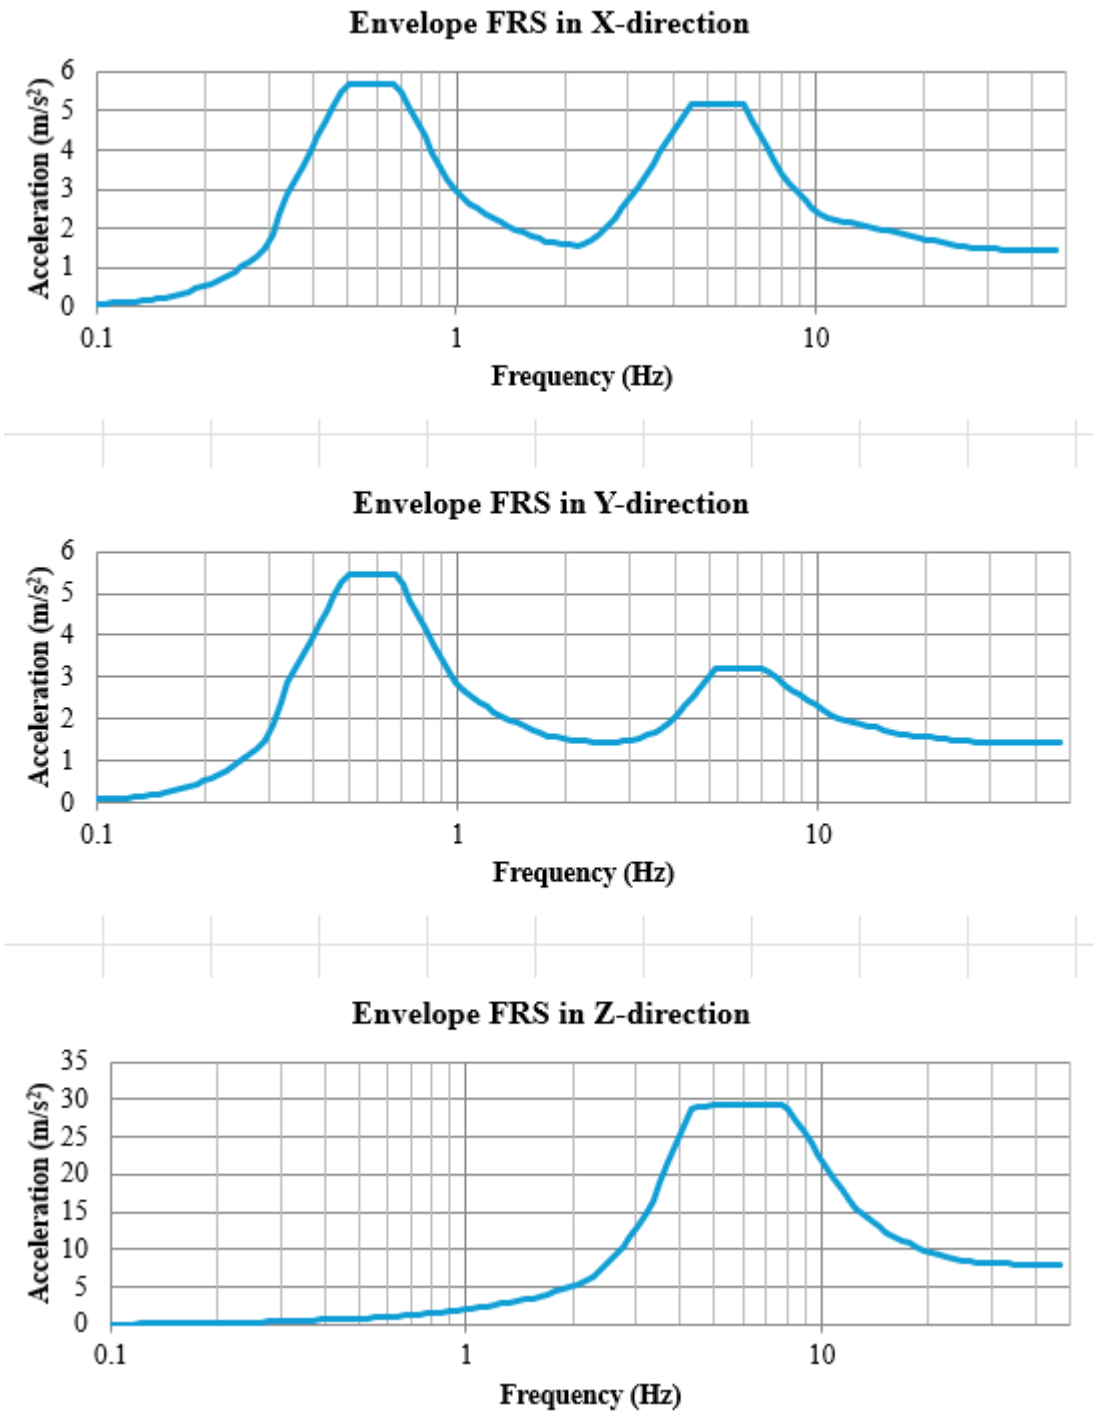 Envelope FRS in X-direction
Acceleration (m/s²)
6
5
4
3
2
1
0
0.1 1 10
Frequency (Hz)
Envelope FRS in Y-direction
Acceleration (m/s²)
6
5
4
3
2
1
0
0.1 1 10
Frequency (Hz)
Envelope FRS in Z-direction
Acceleration (m/s²)
35
30
25
20
15
10
5
0
0.1 1 10
Frequency (Hz)